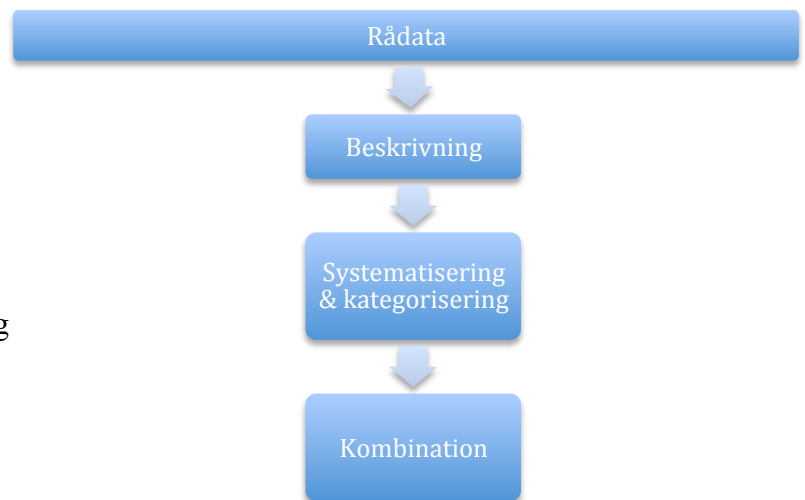 Rådata
Beskrivning
Systematisering
& kategorisering
g
Kombination